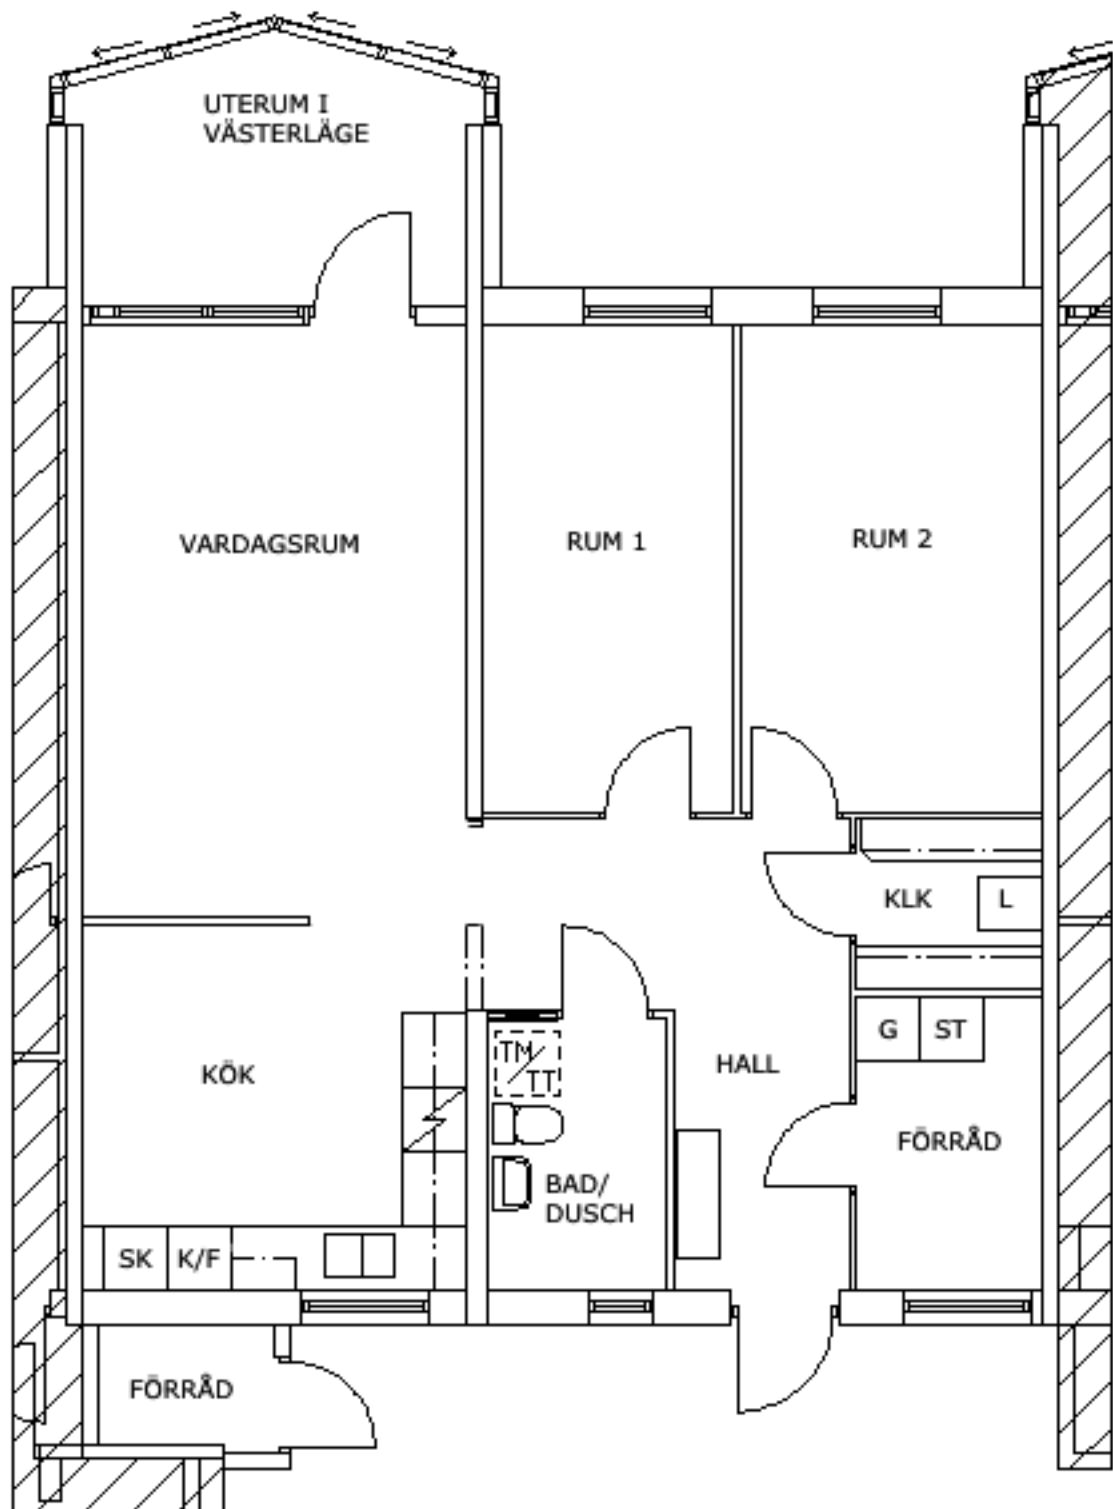 UTERUM I
VÄSTERLÄGE
VARDAGSRUM
RUM 1
RUM 2
KLK
L
G
ST
TM
TT
HALL
KÖK
FÖRRÅD
BAD/
DUSCH
SK
K/F
FÖRRÅD